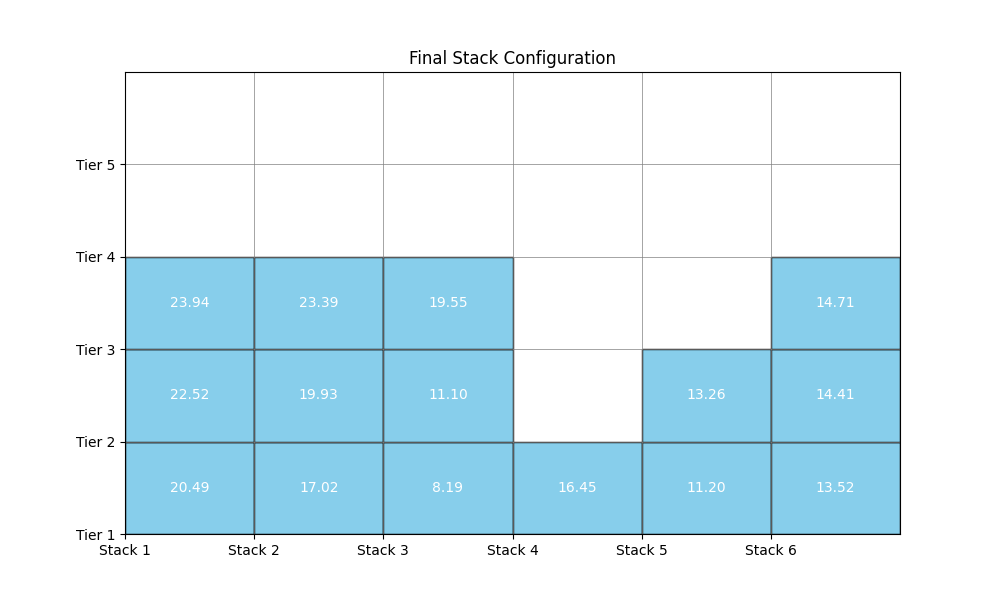 Final Stack Configuration
Tier 5
Tier 4
23.94 23.39 19.55 14.71
Tier 3
22.52 19.93 11.10 13.26 14.41
Tier 2
20.49 17.02 8.19 16.45 11.20 13.52
Tier 1
Stack 1 Stack 2 Stack 3 Stack 4 Stack 5 Stack 6